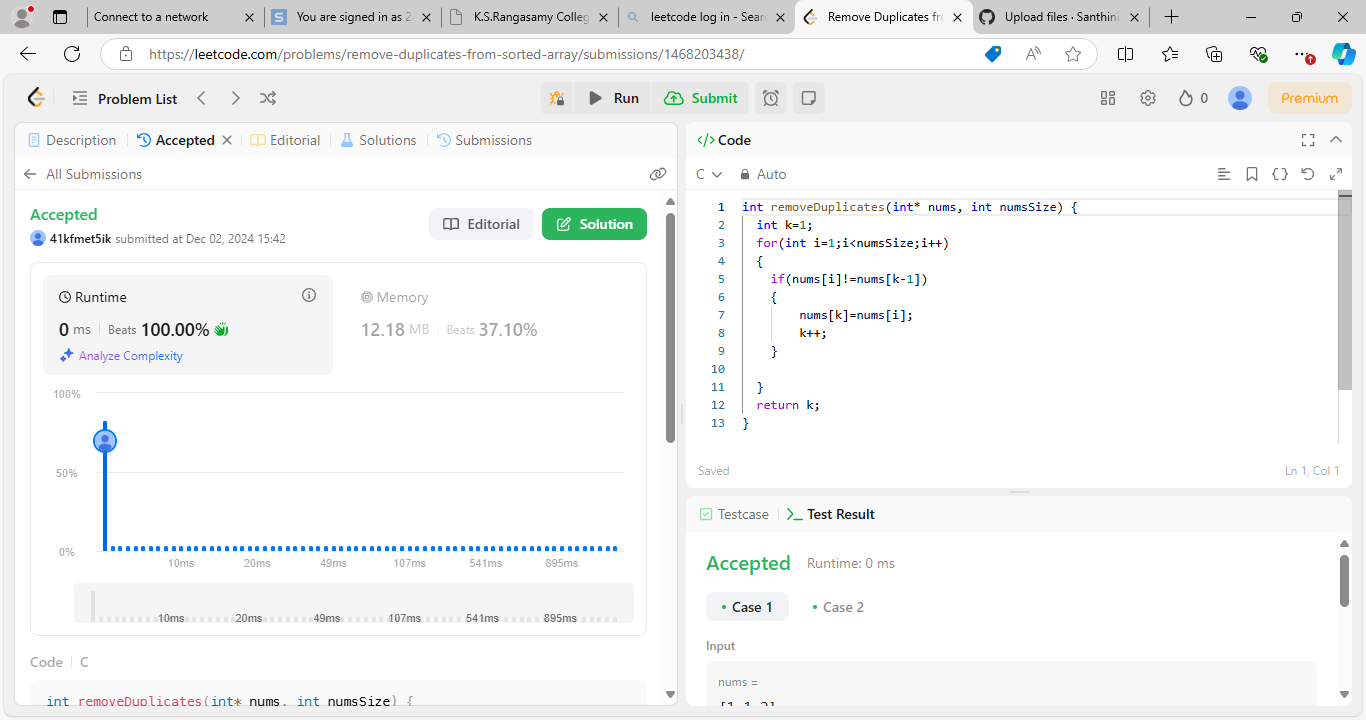 Connect to a network
You are signed in as 2
K.S.Rangasamy Colleg
leetcode log in - Sear
Remove Duplicates fr
Upload files · Santhini
https://leetcode.com/problems/remove-duplicates-from-sorted-array/submissions/1468203438/
Problem List
Run
Submit
0
Premium
Description
Accepted
Editorial
Solutions
Submissions
All Submissions
Accepted
41kfmet5ik submitted at Dec 02, 2024 15:42
Editorial
Solution
Runtime
0 ms Beats 100.00%
Analyze Complexity
Memory
12.18 MB Beats 37.10%
100%
50%
0%
10ms 20ms 49ms 107ms 541ms 895ms
10ms 20ms 49ms 107ms 541ms 895ms
Code C
int removeDuplicates(int* nums, int numsSize) {
</> Code
C Auto
1 int removeDuplicates(int* nums, int numsSize) {
2 int k=1;
3 for(int i=1;i<numsSize;i++)
4 {
5 if(nums[i]!=nums[k-1])
6 {
7 nums[k]=nums[i];
8 k++;
9 }
10
11 }
12 return k;
13 }
Saved
Ln 1, Col 1
Testcase
Test Result
Accepted Runtime: 0 ms
Case 1
Case 2
Input
nums =
[1,1,2]